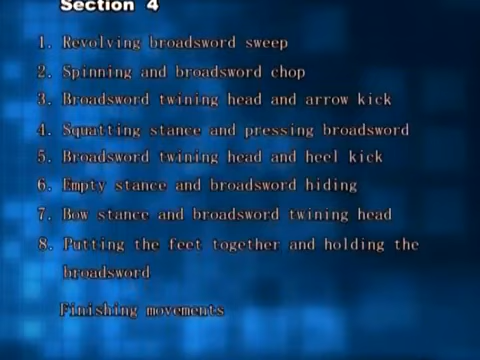 Section 4
1. Revolving broadsword sweep
2. Spinning and broadsword chop
3. Broadsword twining head and arrow kick
4. Squatting stance and pressing broadsword
5. Broadsword twining head and heel kick
6. Empty stance and broadsword hiding
7. Bow stance and broadsword twining head
8. Putting the feet together and holding the
broadsword
Finishing movements